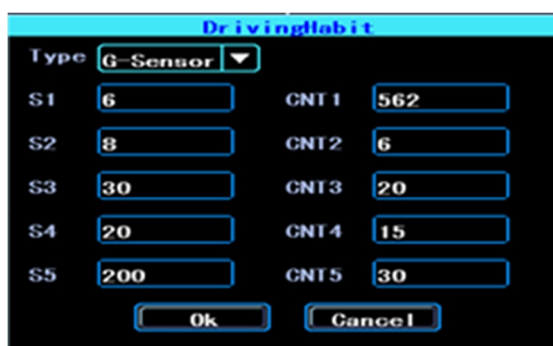 DrivingHabit
Type G-Sensor
S1 6 CNT1 562
S2 8 CNT2 6
S3 30 CNT3 20
S4 20 CNT4 15
S5 200 CNT5 30
Ok Cancel